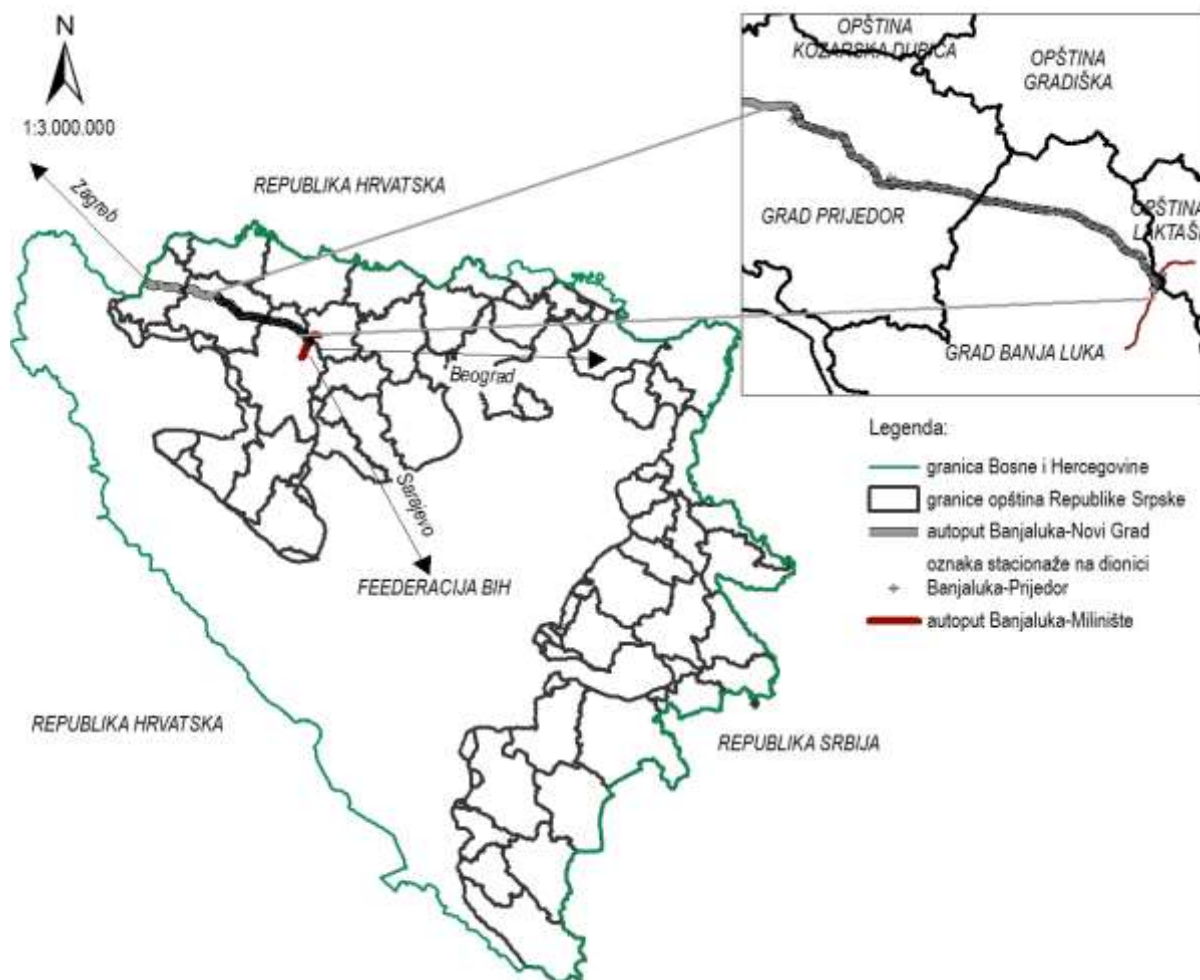 N
1:3.000.000
Zagreb
REPUBLIKA HRVATSKA
Beograd
Sarajevo
FEEDERACIJA BIH
REPUBLIKA HRVATSKA
REPUBLIKA SRBIJA
OPŠTINA
KOZARSKA DUBICA
OPŠTINA
GRADIŠKA
GRAD PRIJEDOR
OPŠTINA
LAKTAŠI
GRAD BANJA LUKA
Legenda:
granica Bosne i Hercegovine
granice opština Republike Srpske
autoput Banjaluka-Novi Grad
oznaka stacionaže na dionici
Banjaluka-Prijedor
autoput Banjaluka-Milinište